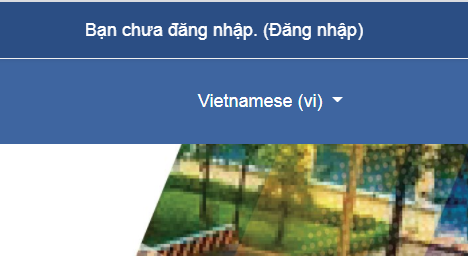 Bạn chưa đăng nhập. (Đăng nhập)
Vietnamese (vi)